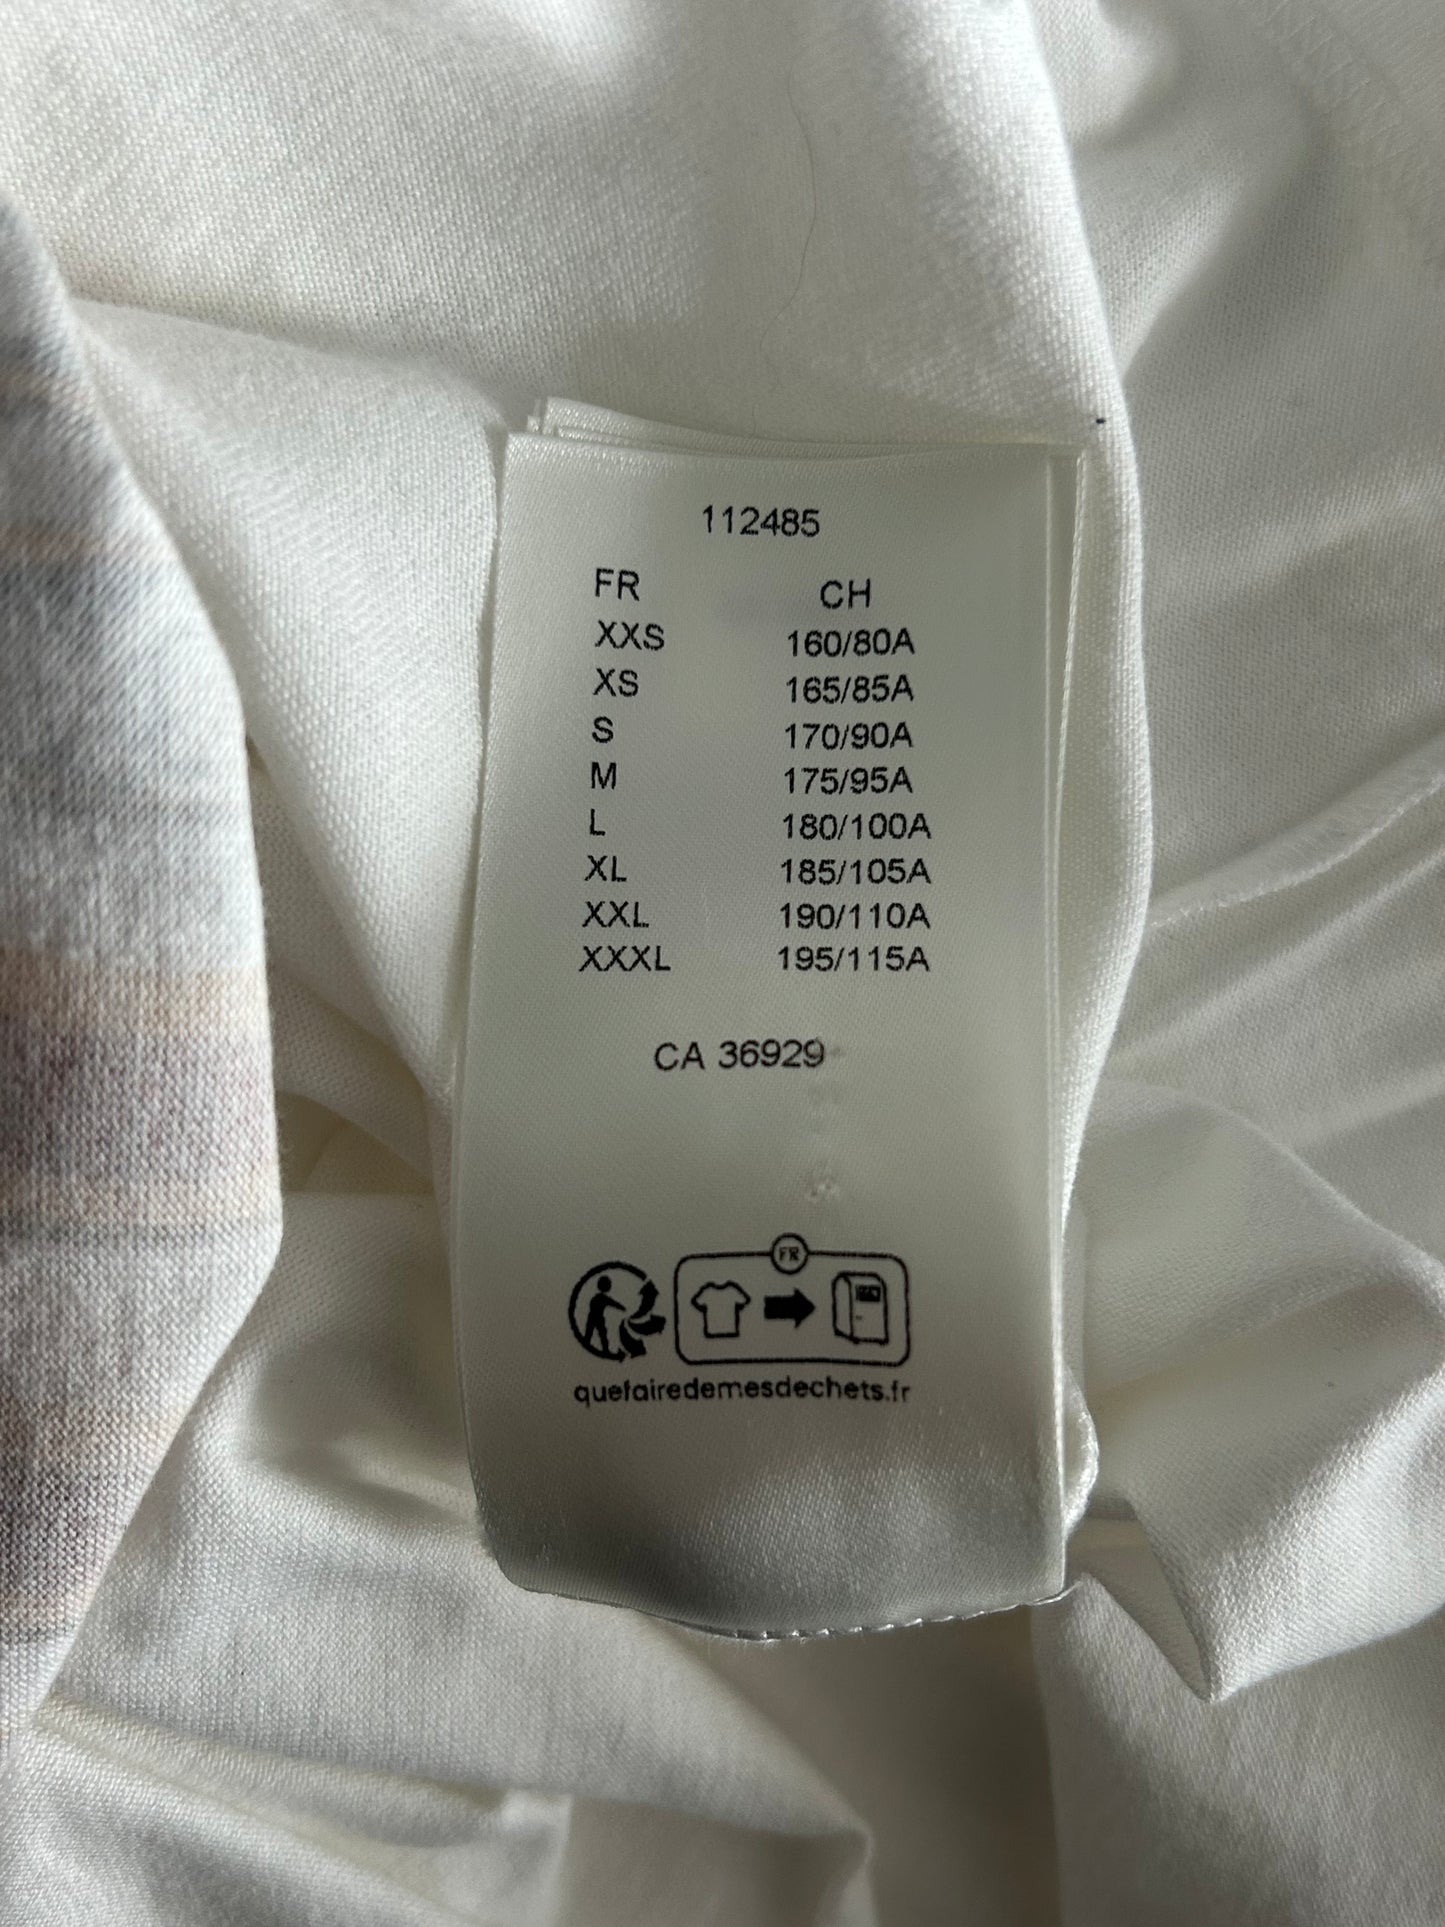 112485
FR CH
XXS 160/80A
XS 165/85A
S 170/90A
M 175/95A
L 180/100A
XL 185/105A
XXL 190/110A
XXXL 195/115A
CA 36929
FR
quefairedemesdechets.fr